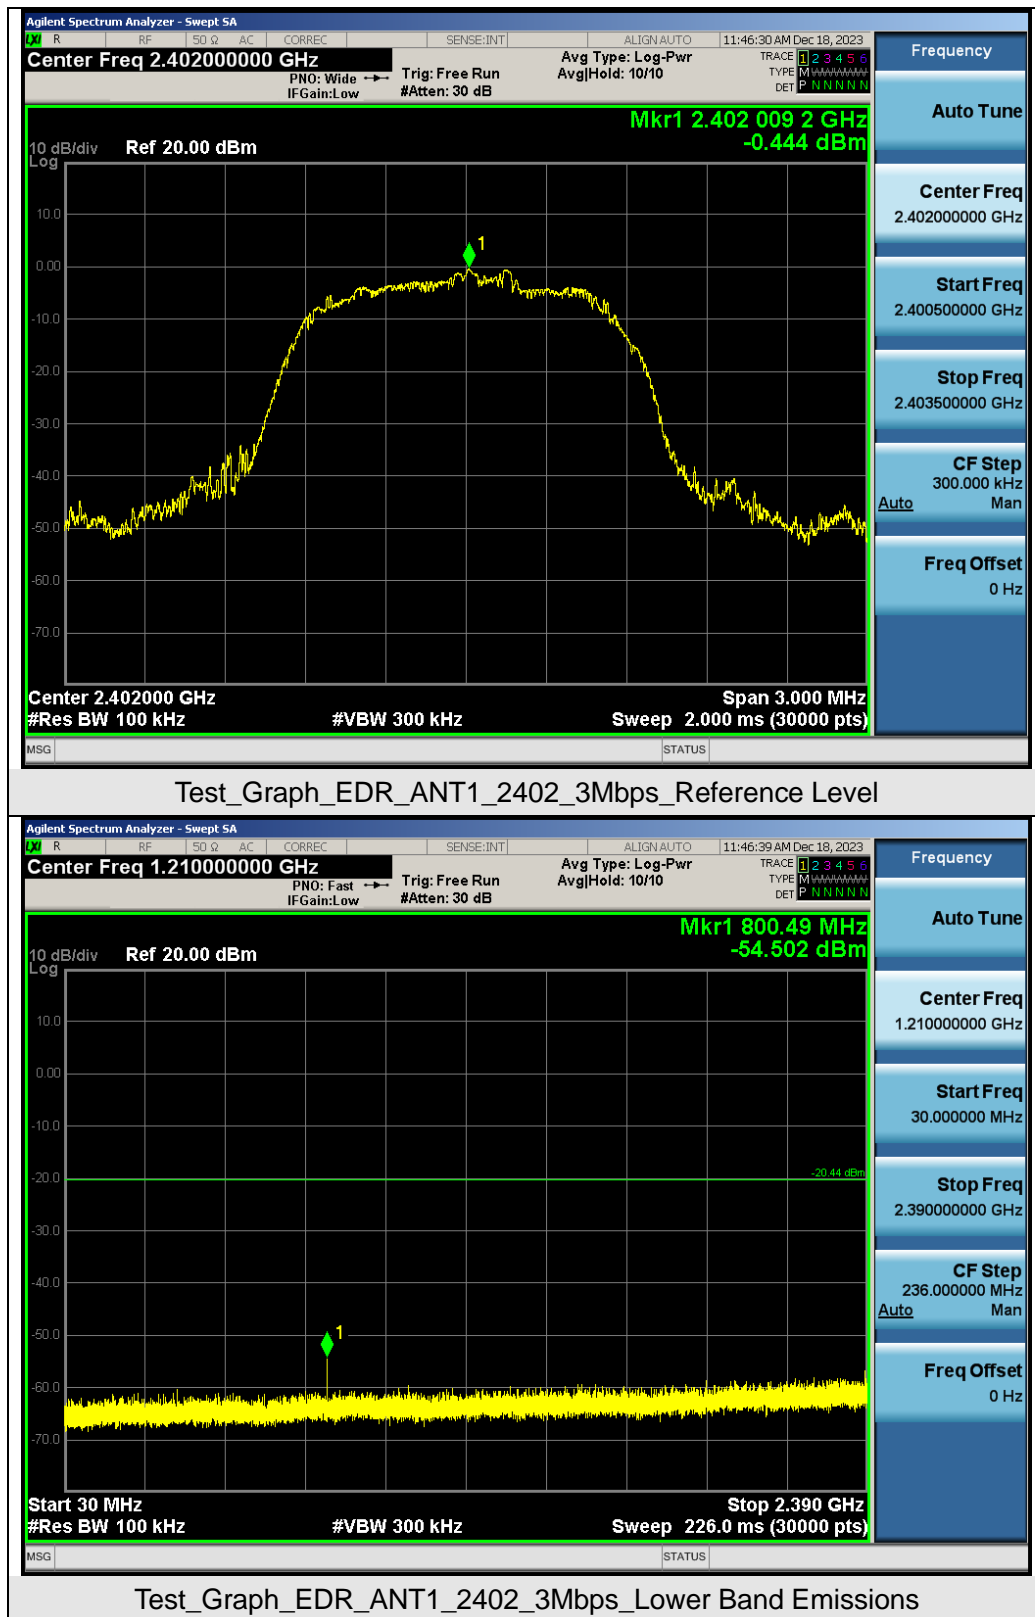 Agilent Spectrum Analyzer - Swept SA
LXI R RF 50 Ω AC CORREC SENSE:INT ALIGN AUTO 11:46:30 AM Dec 18, 2023
Center Freq 2.402000000 GHz
PNO: Wide
IFGain:Low
Trig: Free Run
#Atten: 30 dB
Avg Type: Log-Pwr
Avg|Hold: 10/10
TRACE 1 2 3 4 5 6
TYPE M
DET P N N N N N
Mkr1 2.402 009 2 GHz
-0.444 dBm
10 dB/div Ref 20.00 dBm
Log
10.0
0.00
-10.0
-20.0
-30.0
-40.0
-50.0
-60.0
-70.0
1
Center 2.402000 GHz Span 3.000 MHz
#Res BW 100 kHz #VBW 300 kHz Sweep 2.000 ms (30000 pts)
MSG STATUS
Frequency
Auto Tune
Center Freq
2.402000000 GHz
Start Freq
2.400500000 GHz
Stop Freq
2.403500000 GHz
CF Step
300.000 kHz
Auto Man
Freq Offset
0 Hz
Test_Graph_EDR_ANT1_2402_3Mbps_Reference Level
Agilent Spectrum Analyzer - Swept SA
LXI R RF 50 Ω AC CORREC SENSE:INT ALIGN AUTO 11:46:39 AM Dec 18, 2023
Center Freq 1.210000000 GHz
PNO: Fast
IFGain:Low
Trig: Free Run
#Atten: 30 dB
Avg Type: Log-Pwr
Avg|Hold: 10/10
TRACE 1 2 3 4 5 6
TYPE M
DET P N N N N N
Mkr1 800.49 MHz
-54.502 dBm
10 dB/div Ref 20.00 dBm
Log
10.0
0.00
-10.0
-20.0
-30.0
-40.0
-50.0
-60.0
-70.0
-20.44 dBm
1
Start 30 MHz Stop 2.390 GHz
#Res BW 100 kHz #VBW 300 kHz Sweep 226.0 ms (30000 pts)
MSG STATUS
Frequency
Auto Tune
Center Freq
1.210000000 GHz
Start Freq
30.000000 MHz
Stop Freq
2.390000000 GHz
CF Step
236.000000 MHz
Auto Man
Freq Offset
0 Hz
Test_Graph_EDR_ANT1_2402_3Mbps_Lower Band Emissions